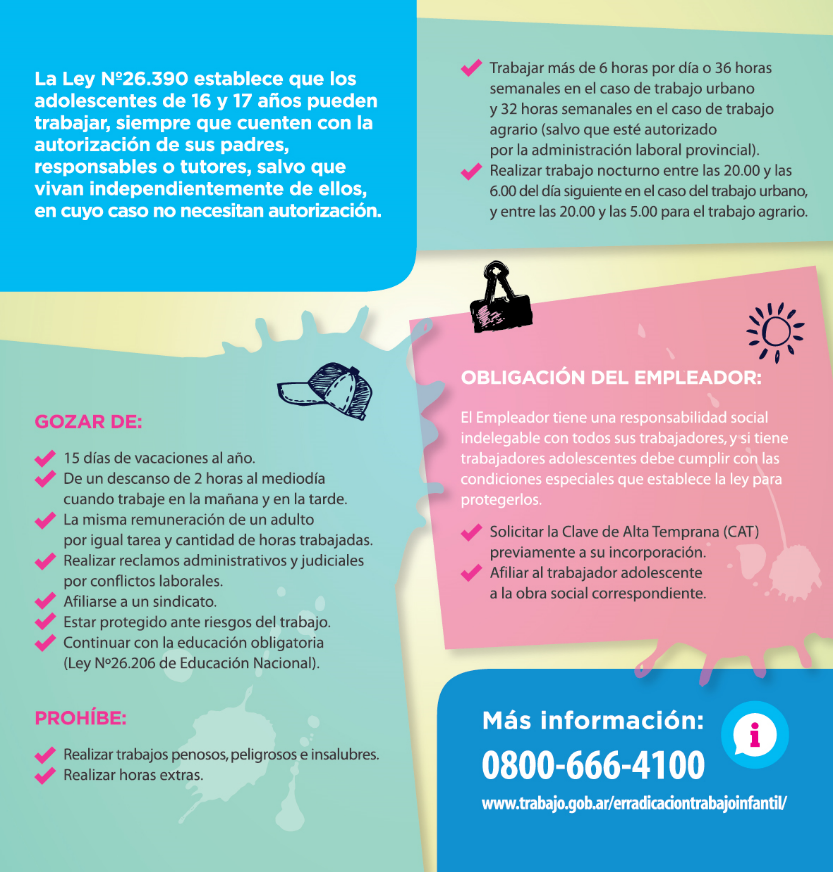 La Ley Nº26.390 establece que los
adolescentes de 16 y 17 años pueden
trabajar, siempre que cuenten con la
autorización de sus padres,
responsables o tutores, salvo que
vivan independientemente de ellos,
en cuyo caso no necesitan autorización.
GOZAR DE:
15 días de vacaciones al año.
De un descanso de 2 horas al mediodía
cuando trabaje en la mañana y en la tarde.
La misma remuneración de un adulto
por igual tarea y cantidad de horas trabajadas.
Realizar reclamos administrativos y judiciales
por conflictos laborales.
Afiliarse a un sindicato.
Estar protegido ante riesgos del trabajo.
Continuar con la educación obligatoria
(Ley Nº26.206 de Educación Nacional).
PROHÍBE:
Realizar trabajos penosos, peligrosos e insalubres.
Realizar horas extras.
Trabajar más de 6 horas por día o 36 horas
semanales en el caso de trabajo urbano
y 32 horas semanales en el caso de trabajo
agrario (salvo que esté autorizado
por la administración laboral provincial).
Realizar trabajo nocturno entre las 20.00 y las
6.00 del día siguiente en el caso del trabajo urbano,
y entre las 20.00 y las 5.00 para el trabajo agrario.
OBLIGACIÓN DEL EMPLEADOR:
El Empleador tiene una responsabilidad social
indelegable con todos sus trabajadores, y si tiene
trabajadores adolescentes debe cumplir con las
condiciones especiales que establece la ley para
protegerlos.
Solicitar la Clave de Alta Temprana (CAT)
previamente a su incorporación.
Afiliar al trabajador adolescente
a la obra social correspondiente.
Más información:
0800-666-4100
www.trabajo.gob.ar/erradicaciontrabajoinfantil/